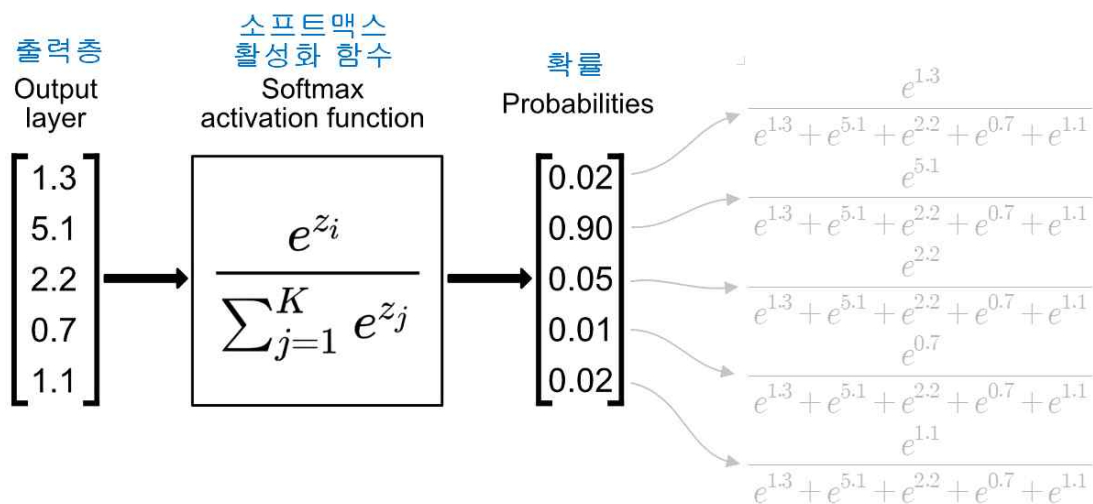 출력층
Output
layer
소프트맥스
활성화 함수
Softmax
activation function
확률
Probabilities
1.3
5.1
2.2
0.7
1.1
e^{z_i}
∑_{j=1}^{K} e^{z_j}
0.02
0.90
0.05
0.01
0.02
e^{1.3}
e^{1.3} + e^{5.1} + e^{2.2} + e^{0.7} + e^{1.1}
e^{5.1}
e^{1.3} + e^{5.1} + e^{2.2} + e^{0.7} + e^{1.1}
e^{2.2}
e^{1.3} + e^{5.1} + e^{2.2} + e^{0.7} + e^{1.1}
e^{0.7}
e^{1.3} + e^{5.1} + e^{2.2} + e^{0.7} + e^{1.1}
e^{1.1}
e^{1.3} + e^{5.1} + e^{2.2} + e^{0.7} + e^{1.1}